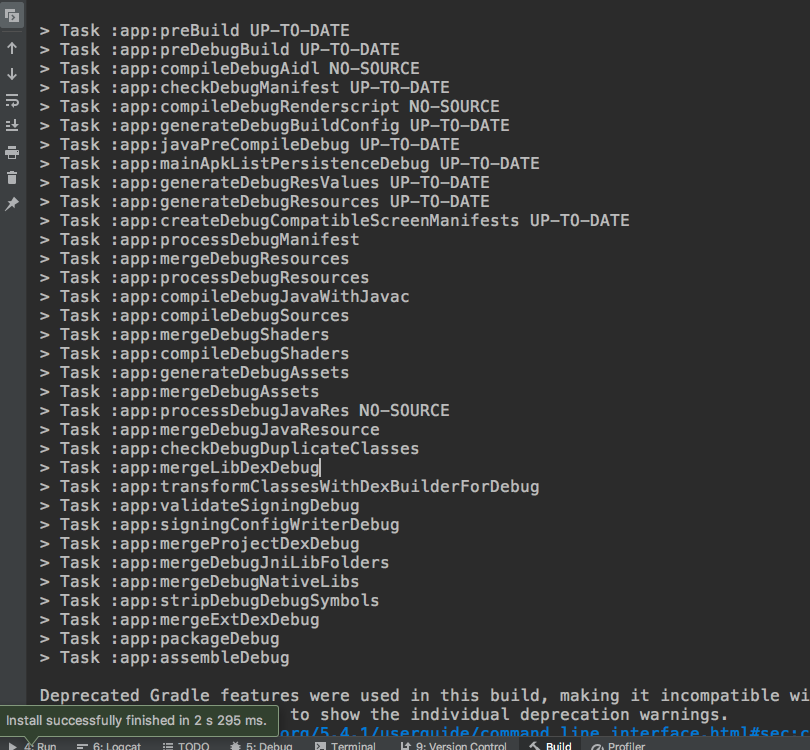 > Task :app:preBuild UP-TO-DATE
> Task :app:preDebugBuild UP-TO-DATE
> Task :app:compileDebugAidl NO-SOURCE
> Task :app:checkDebugManifest UP-TO-DATE
> Task :app:compileDebugRenderscript NO-SOURCE
> Task :app:generateDebugBuildConfig UP-TO-DATE
> Task :app:javaPreCompileDebug UP-TO-DATE
> Task :app:mainApkListPersistenceDebug UP-TO-DATE
> Task :app:generateDebugResValues UP-TO-DATE
> Task :app:generateDebugResources UP-TO-DATE
> Task :app:createDebugCompatibleScreenManifests UP-TO-DATE
> Task :app:processDebugManifest
> Task :app:mergeDebugResources
> Task :app:processDebugResources
> Task :app:compileDebugJavaWithJavac
> Task :app:compileDebugSources
> Task :app:mergeDebugShaders
> Task :app:compileDebugShaders
> Task :app:generateDebugAssets
> Task :app:mergeDebugAssets
> Task :app:processDebugJavaRes NO-SOURCE
> Task :app:mergeDebugJavaResource
> Task :app:checkDebugDuplicateClasses
> Task :app:mergeLibDexDebug
> Task :app:transformClassesWithDexBuilderForDebug
> Task :app:validateSigningDebug
> Task :app:signingConfigWriterDebug
> Task :app:mergeProjectDexDebug
> Task :app:mergeDebugJniLibFolders
> Task :app:mergeDebugNativeLibs
> Task :app:stripDebugDebugSymbols
> Task :app:mergeExtDexDebug
> Task :app:packageDebug
> Task :app:assembleDebug
Deprecated Gradle features were used in this build, making it incompatible wi
to show the individual deprecation warnings.
Install successfully finished in 2 s 295 ms.
org/5.4.1/userguide/command_line_interface.html#sec:c
4: Run 6: Logcat TODO 5: Debug Terminal 9: Version Control Build Profiler